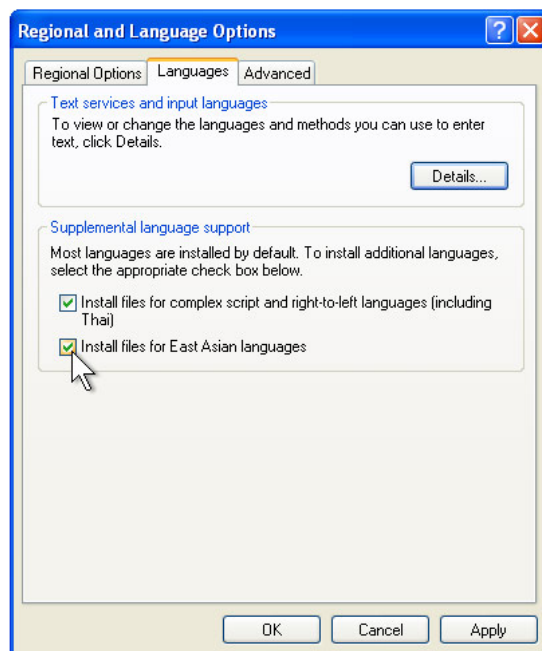 Regional and Language Options
Regional Options Languages Advanced
Text services and input languages
To view or change the languages and methods you can use to enter
text, click Details.
Details...
Supplemental language support
Most languages are installed by default. To install additional languages,
select the appropriate check box below.
Install files for complex script and right-to-left languages (including
Thai)
Install files for East Asian languages
OK Cancel Apply